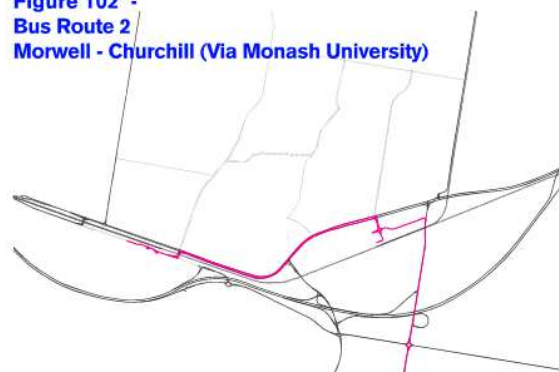 Figure 102 -
Bus Route 2
Morwell - Churchill (Via Monash University)